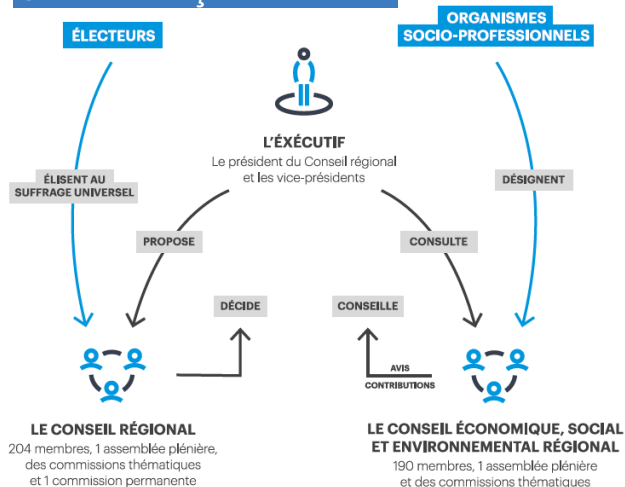 ÉLECTEURS
ORGANISMES
SOCIO-PROFESSIONNELS
L'ÉXÉCUTIF
Le président du Conseil régional
et les vice-présidents
ÉLISENT AU
SUFFRAGE UNIVERSEL
DÉSIGNENT
PROPOSE
CONSULTE
DÉCIDE
CONSEILLE
AVIS
CONTRIBUTIONS
LE CONSEIL RÉGIONAL
204 membres, 1 assemblée plénière,
des commissions thématiques
et 1 commission permanente
LE CONSEIL ÉCONOMIQUE, SOCIAL
ET ENVIRONNEMENTAL RÉGIONAL
190 membres, 1 assemblée plénière
et des commissions thématiques